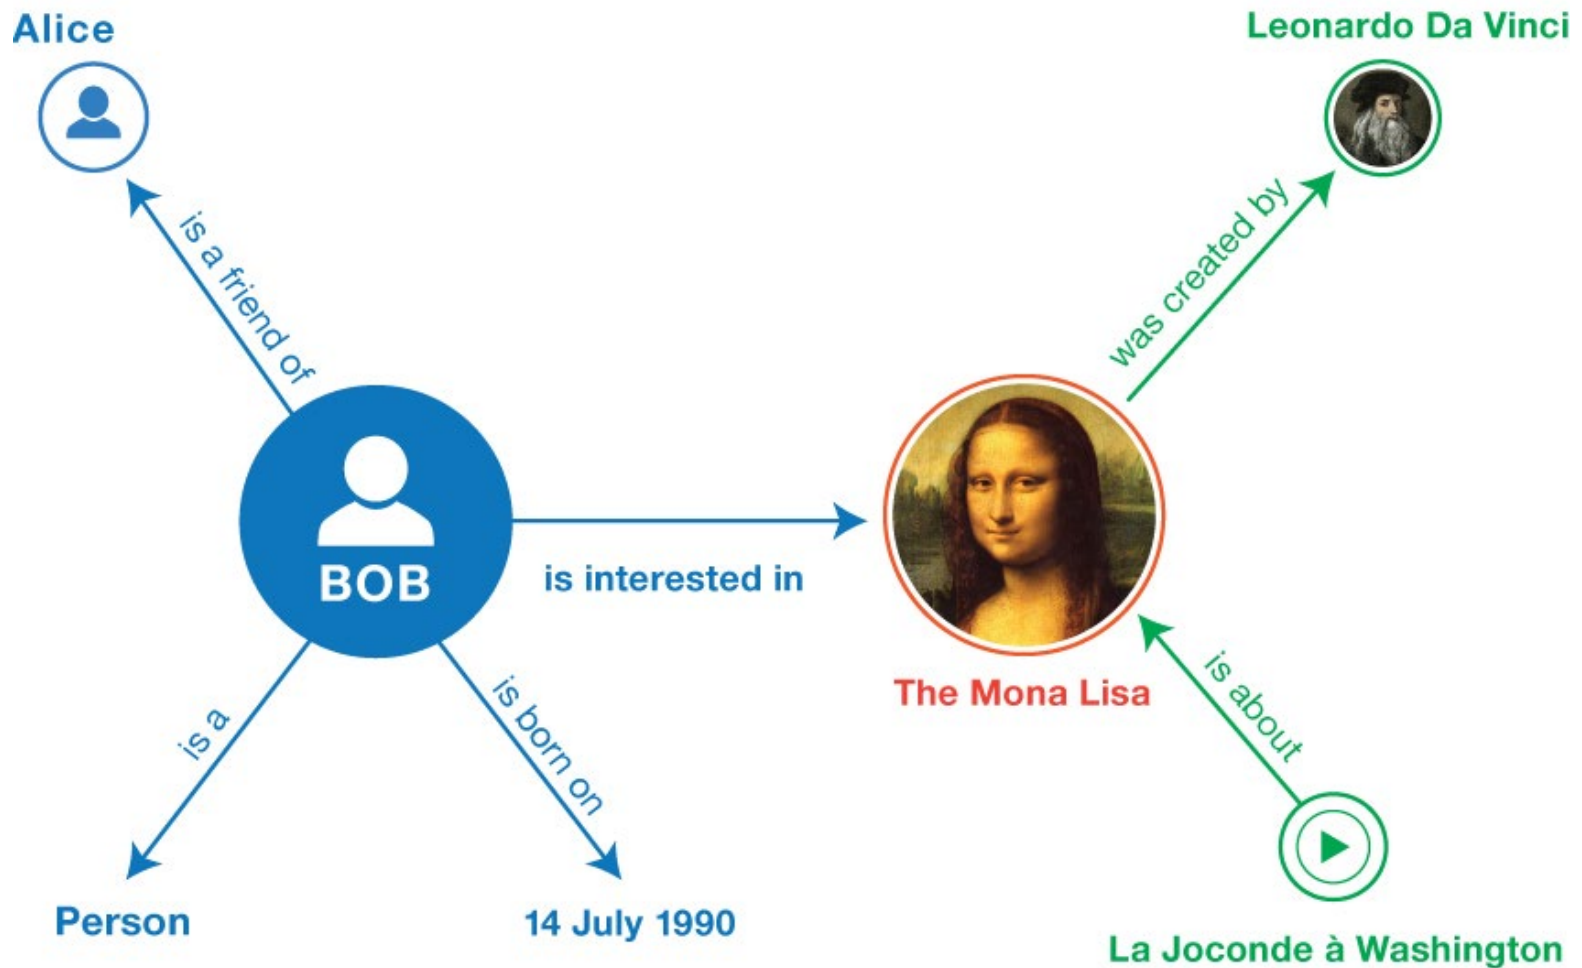 Alice
Leonardo Da Vinci
is a friend of
was created by
BOB
is interested in
The Mona Lisa
is a
is born on
is about
Person
14 July 1990
La Joconde à Washington